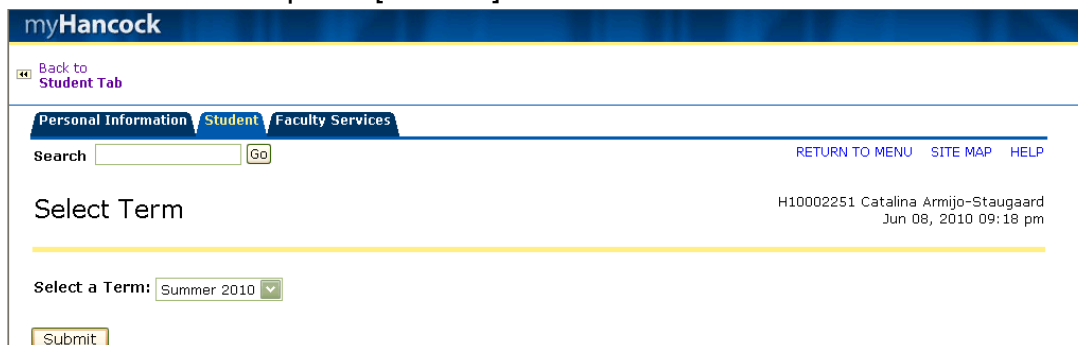 myHancock
Back to
Student Tab
Personal Information Student Faculty Services
Search Go RETURN TO MENU SITE MAP HELP
Select Term H10002251 Catalina Armijo-Staugaard
Jun 08, 2010 09:18 pm
Select a Term: Summer 2010
Submit